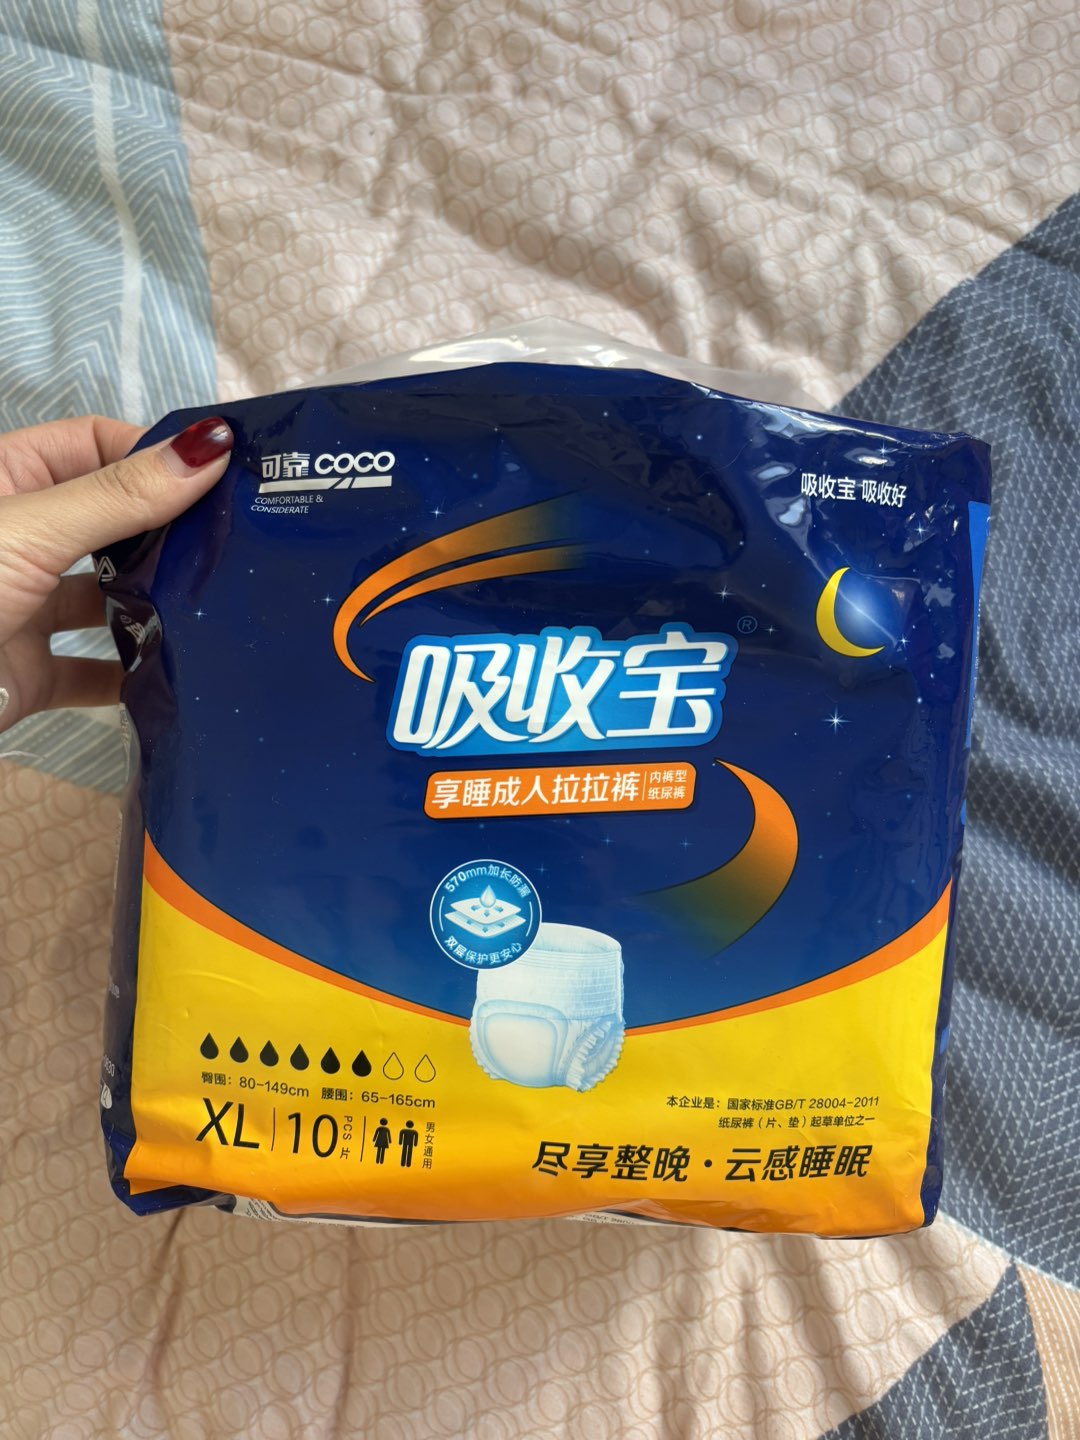 可靠 COCO
COMFORTABLE &
CONSIDERATE
吸收宝 吸收好
吸收宝®
享睡成人拉拉裤
内裤型
纸尿裤
570mm加长防漏
双层保护更安心
臀围：80-149cm 腰围：65-165cm
XL 10 PCS 片
男女通用
本企业是：国家标准GB/T 28004-2011
纸尿裤（片、垫）起草单位之一
尽享整晚·云感睡眠